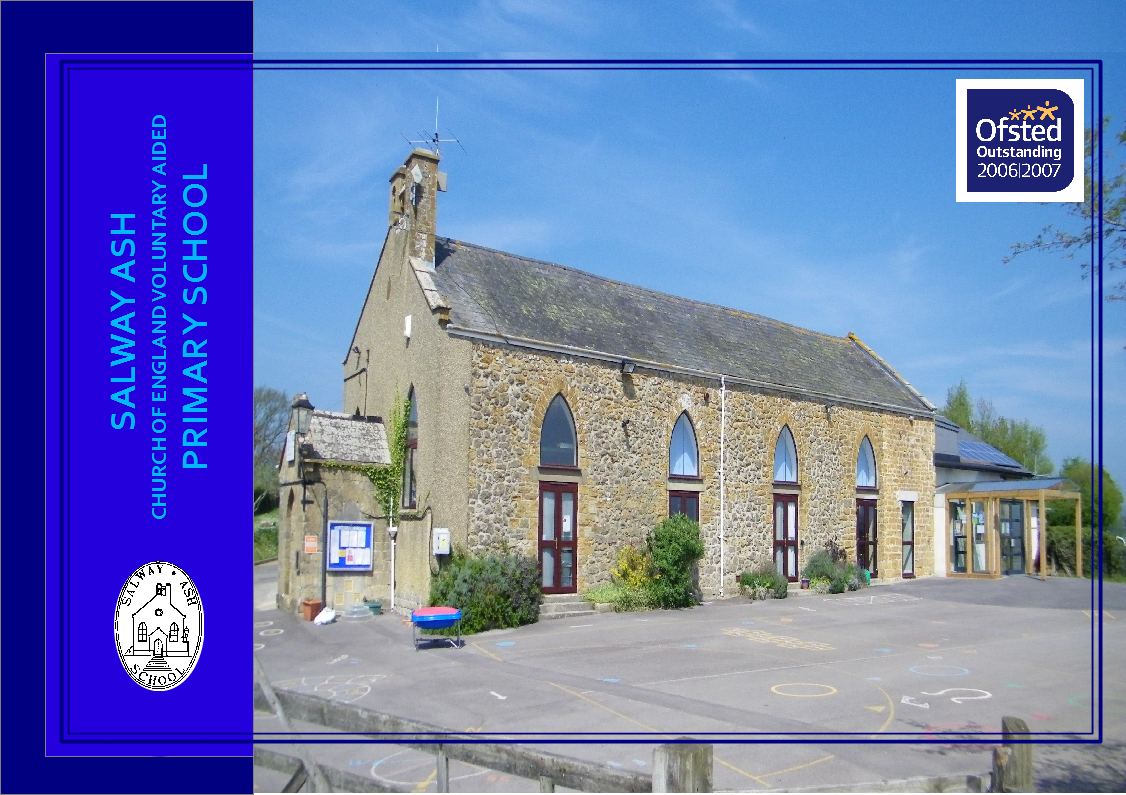 SALWAY ASH
CHURCH OF ENGLAND VOLUNTARY AIDED
PRIMARY SCHOOL
SALWAY • ASH
SCHOOL
Ofsted
Outstanding
2006|2007